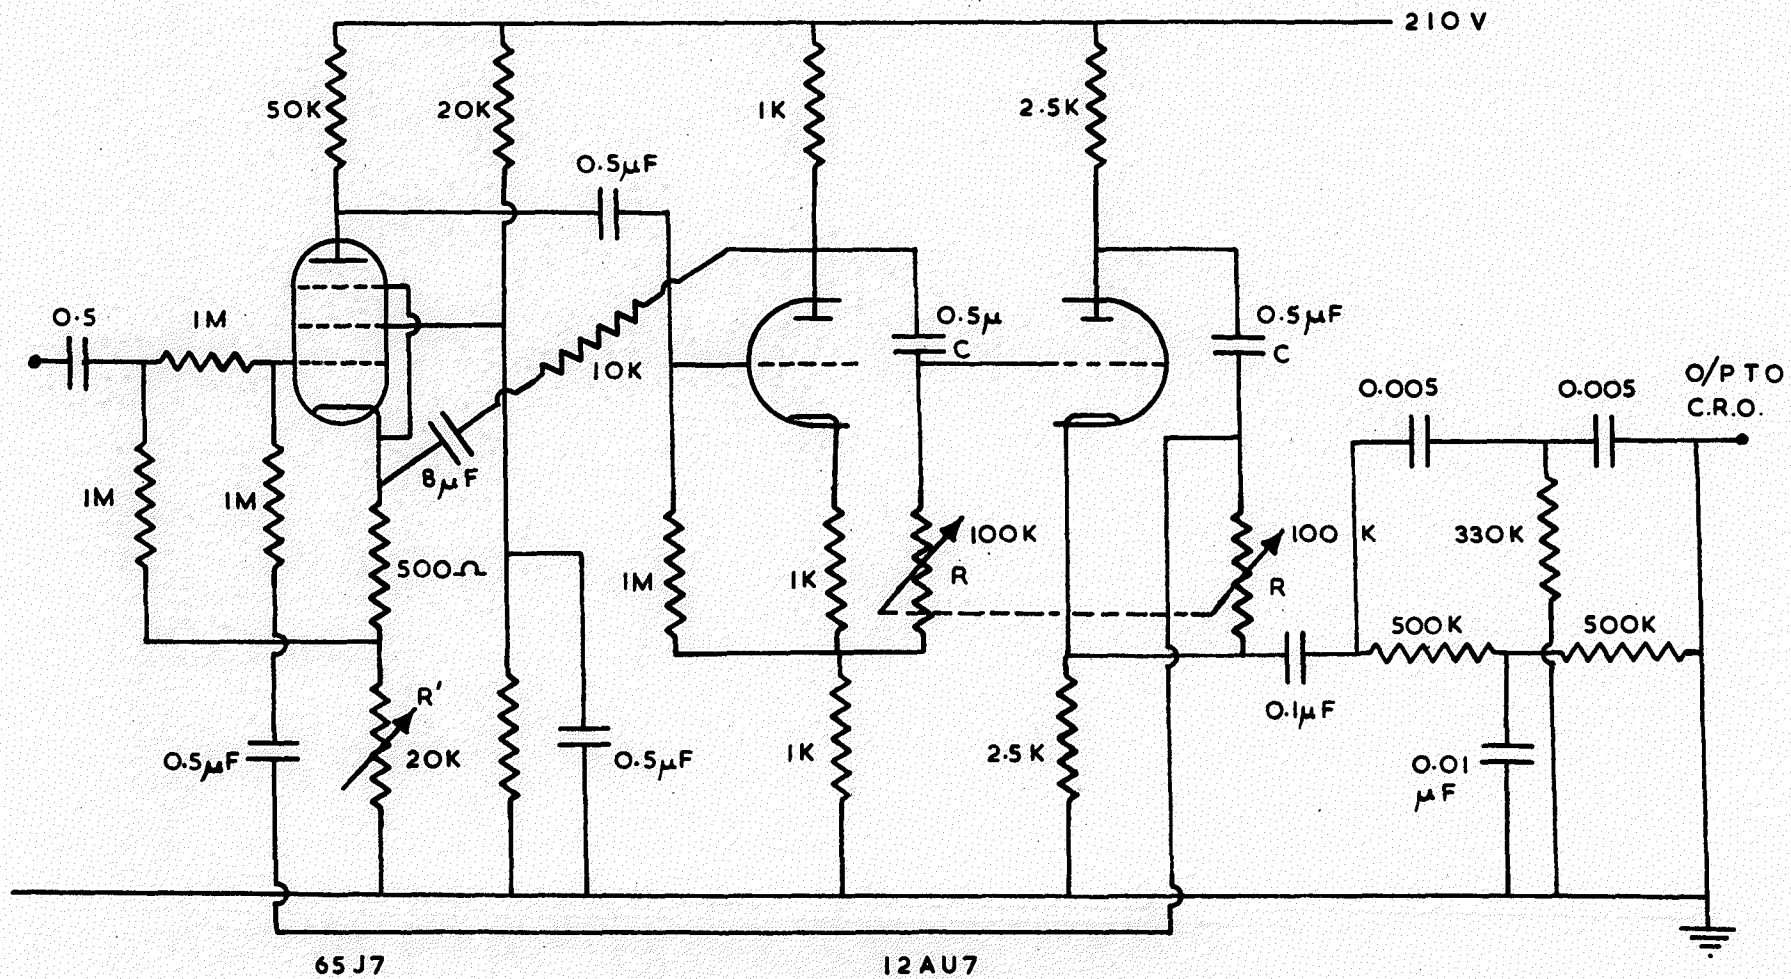 210 V
50K
20K
1K
2.5K
0.5μF
0.5
1M
10K
0.5μ
C
0.5μF
C
0.005
0.005
O/P TO
C.R.O.
8μF
1M
1M
500Ω
1M
1K
100K
R
100 K
R
330K
500K
500K
R'
20K
0.5μF
0.5μF
1K
2.5K
0.1μF
0.01
μF
65J7
12AU7